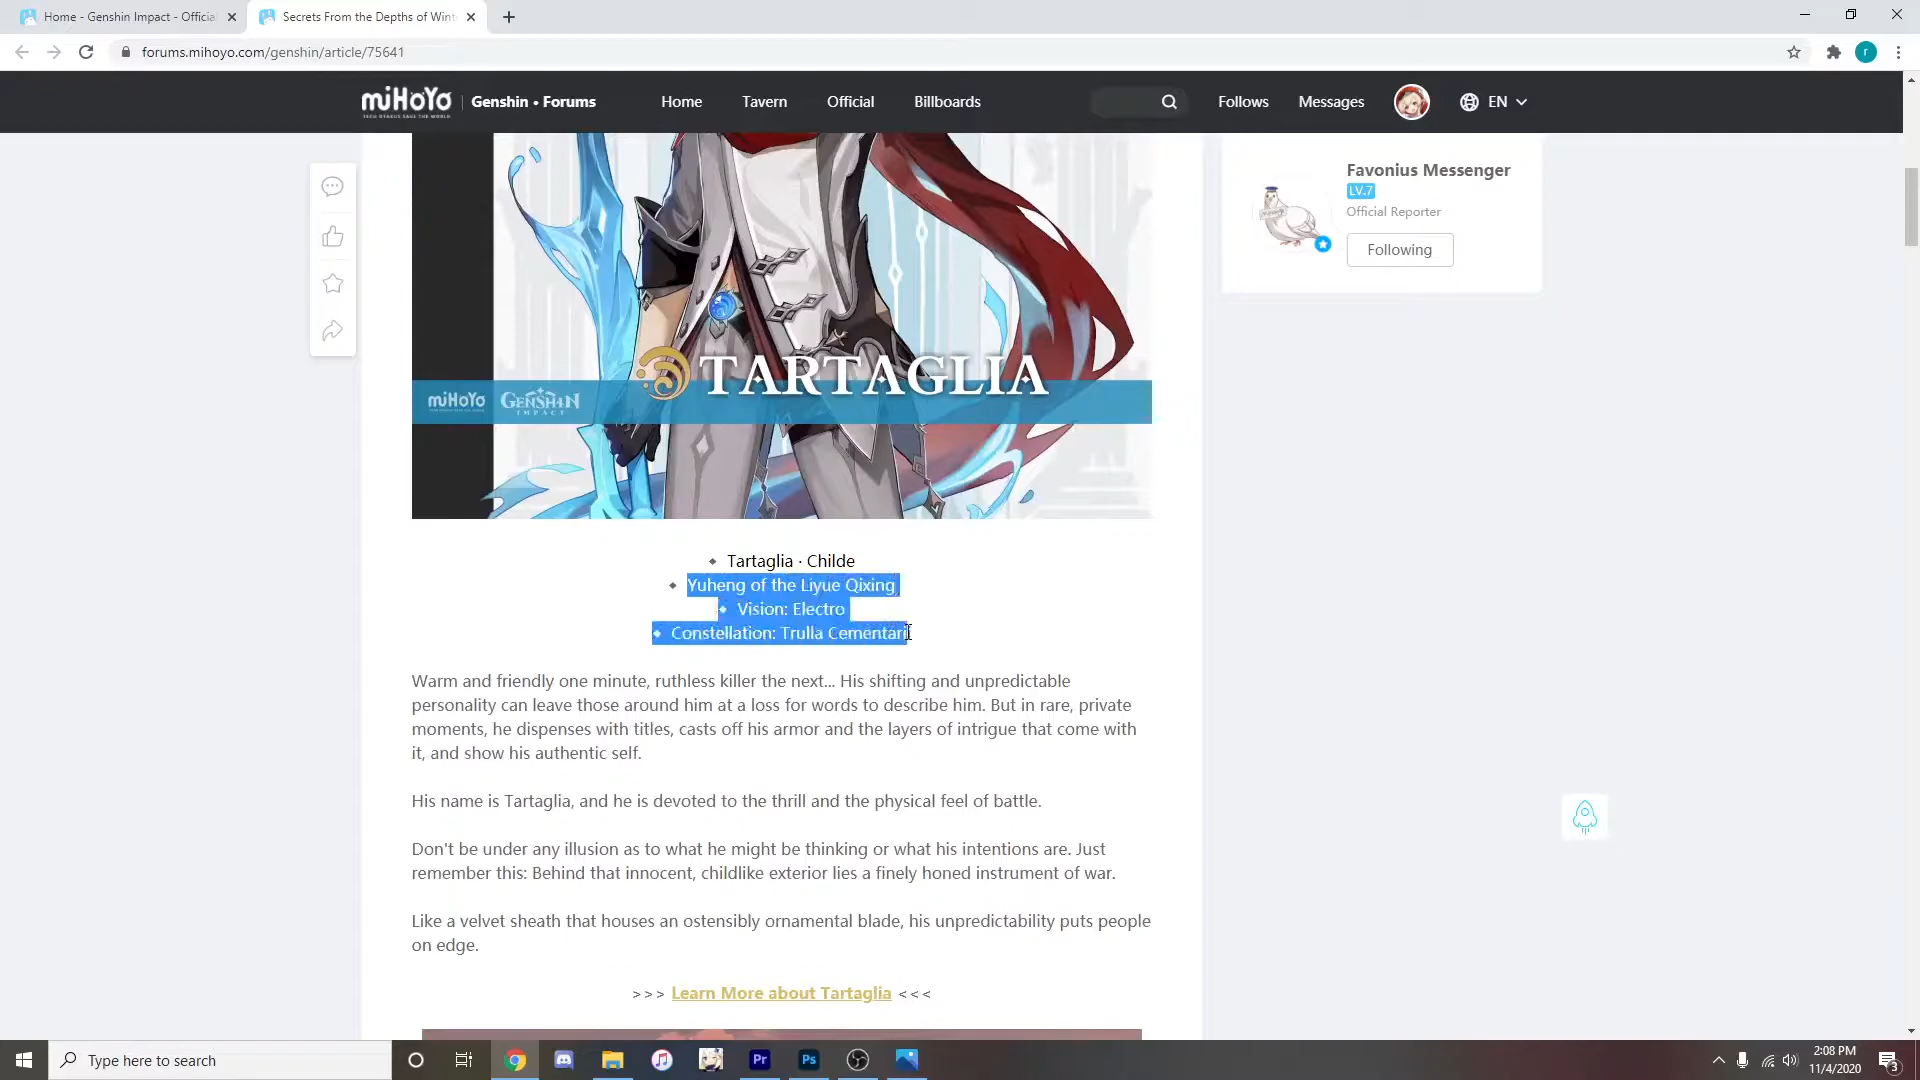 Home - Genshin Impact - Official
Secrets From the Depths of Wint
forums.mihoyo.com/genshin/article/75641
r
miHoYo
TECH OTAKUS SAVE THE WORLD
Genshin • Forums
Home
Tavern
Official
Billboards
Follows
Messages
EN
Favonius Messenger
LV.7
Official Reporter
Following
TARTAGLIA
miHoYo
GENSHIN
IMPACT
◆ Tartaglia · Childe
◆ Yuheng of the Liyue Qixing
◆ Vision: Electro
◆ Constellation: Trulla Cementarii
Warm and friendly one minute, ruthless killer the next... His shifting and unpredictable
personality can leave those around him at a loss for words to describe him. But in rare, private
moments, he dispenses with titles, casts off his armor and the layers of intrigue that come with
it, and show his authentic self.
His name is Tartaglia, and he is devoted to the thrill and the physical feel of battle.
Don't be under any illusion as to what he might be thinking or what his intentions are. Just
remember this: Behind that innocent, childlike exterior lies a finely honed instrument of war.
Like a velvet sheath that houses an ostensibly ornamental blade, his unpredictability puts people
on edge.
>>> Learn More about Tartaglia <<<
Type here to search
Pr
Ps
2:08 PM
11/4/2020
3